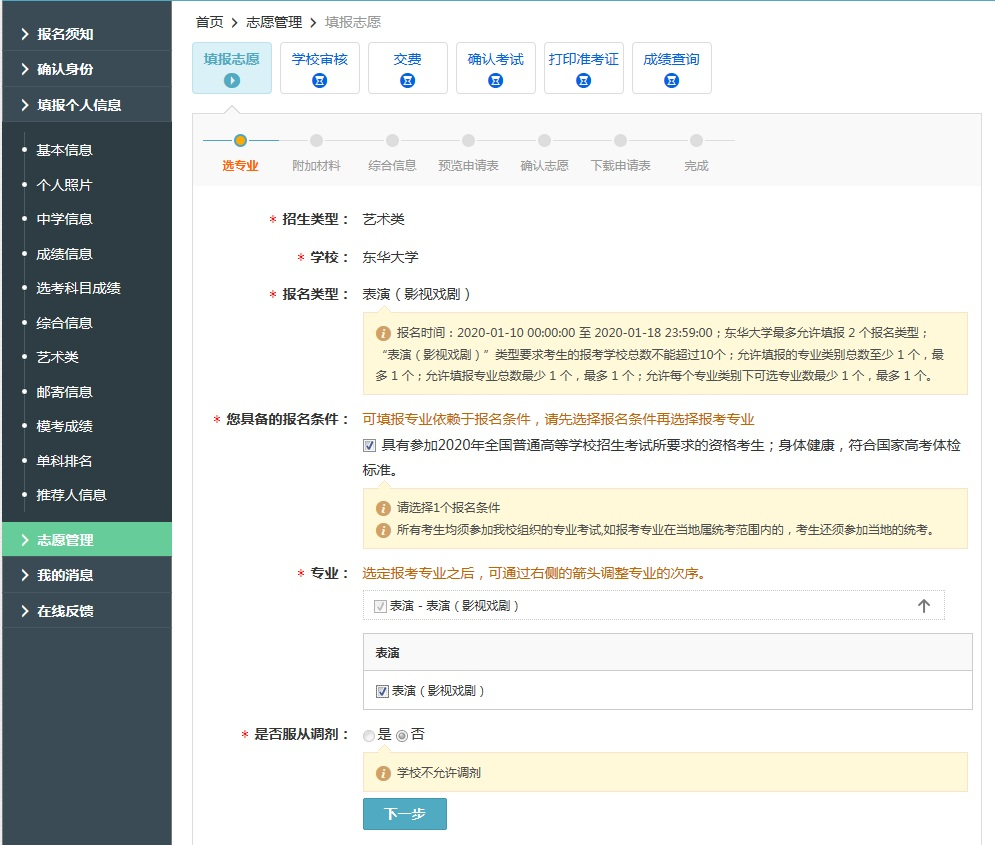 报名须知
确认身份
填报个人信息
基本信息
个人照片
中学信息
成绩信息
选考科目成绩
综合信息
艺术类
邮寄信息
模考成绩
单科排名
推荐人信息
志愿管理
我的消息
在线反馈
首页 > 志愿管理 > 填报志愿
填报志愿 学校审核 交费 确认考试 打印准考证 成绩查询
选专业 附加材料 综合信息 预览申请表 确认志愿 下载申请表 完成
* 招生类型： 艺术类
* 学校： 东华大学
* 报名类型： 表演（影视戏剧）
报名时间：2020-01-10 00:00:00 至 2020-01-18 23:59:00；东华大学最多允许填报 2 个报名类型；
“表演（影视戏剧）”类型要求考生的报考学校总数不能超过10个；允许填报的专业类别总数至少 1 个，最
多 1 个；允许填报专业总数最少 1 个，最多 1 个；允许每个专业类别下可选专业数最少 1 个，最多 1 个。
* 您具备的报名条件： 可填报专业依赖于报名条件，请先选择报名条件再选择报考专业
具有参加2020年全国普通高等学校招生考试所要求的资格考生；身体健康，符合国家高考体检
标准。
请选择1个报名条件
所有考生均须参加我校组织的专业考试,如报考专业在当地属统考范围内的，考生还须参加当地的统考。
* 专业： 选定报考专业之后，可通过右侧的箭头调整专业的次序。
表演 - 表演（影视戏剧）
表演
表演（影视戏剧）
* 是否服从调剂： 是 否
学校不允许调剂
下一步